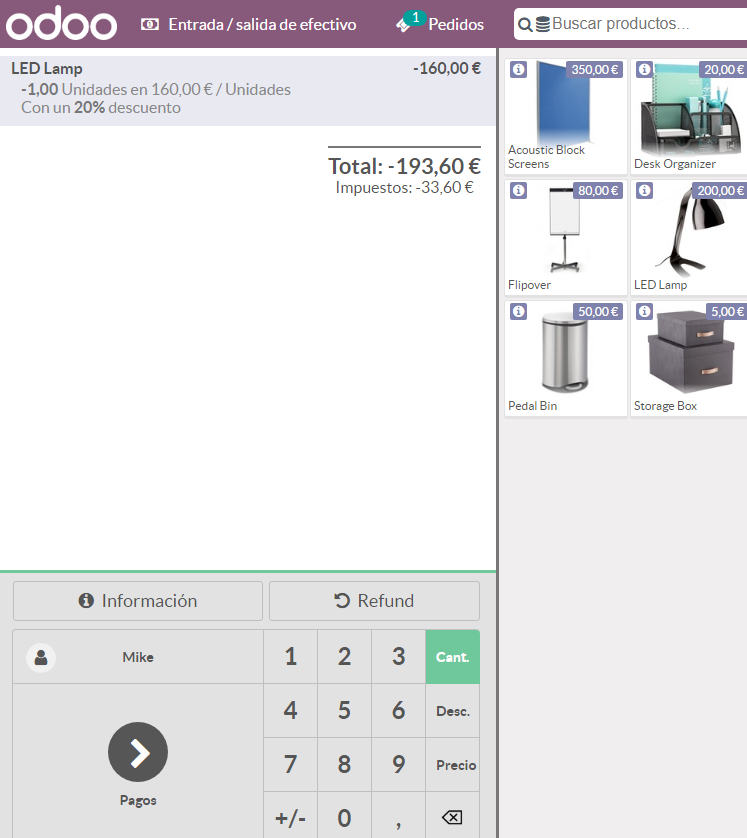 odoo
Entrada / salida de efectivo
1
Pedidos
Buscar productos...
LED Lamp
-160,00 €
-1,00 Unidades en 160,00 € / Unidades
Con un 20% descuento
Total: -193,60 €
Impuestos: -33,60 €
350,00 €
Acoustic Block
Screens
20,00 €
Desk Organizer
80,00 €
Flipover
200,00 €
LED Lamp
50,00 €
Pedal Bin
5,00 €
Storage Box
Información
Refund
Mike
1
2
3
Cant.
4
5
6
Desc.
Pagos
7
8
9
Precio
+/-
0
,